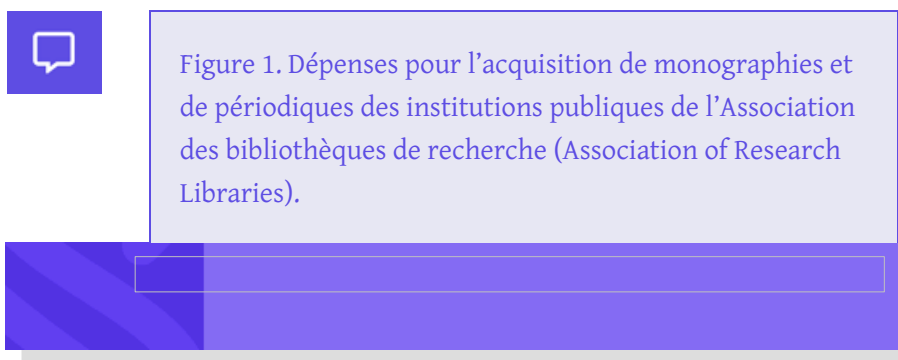 Figure 1. Dépenses pour l’acquisition de monographies et
de périodiques des institutions publiques de l’Association
des bibliothèques de recherche (Association of Research
Libraries).